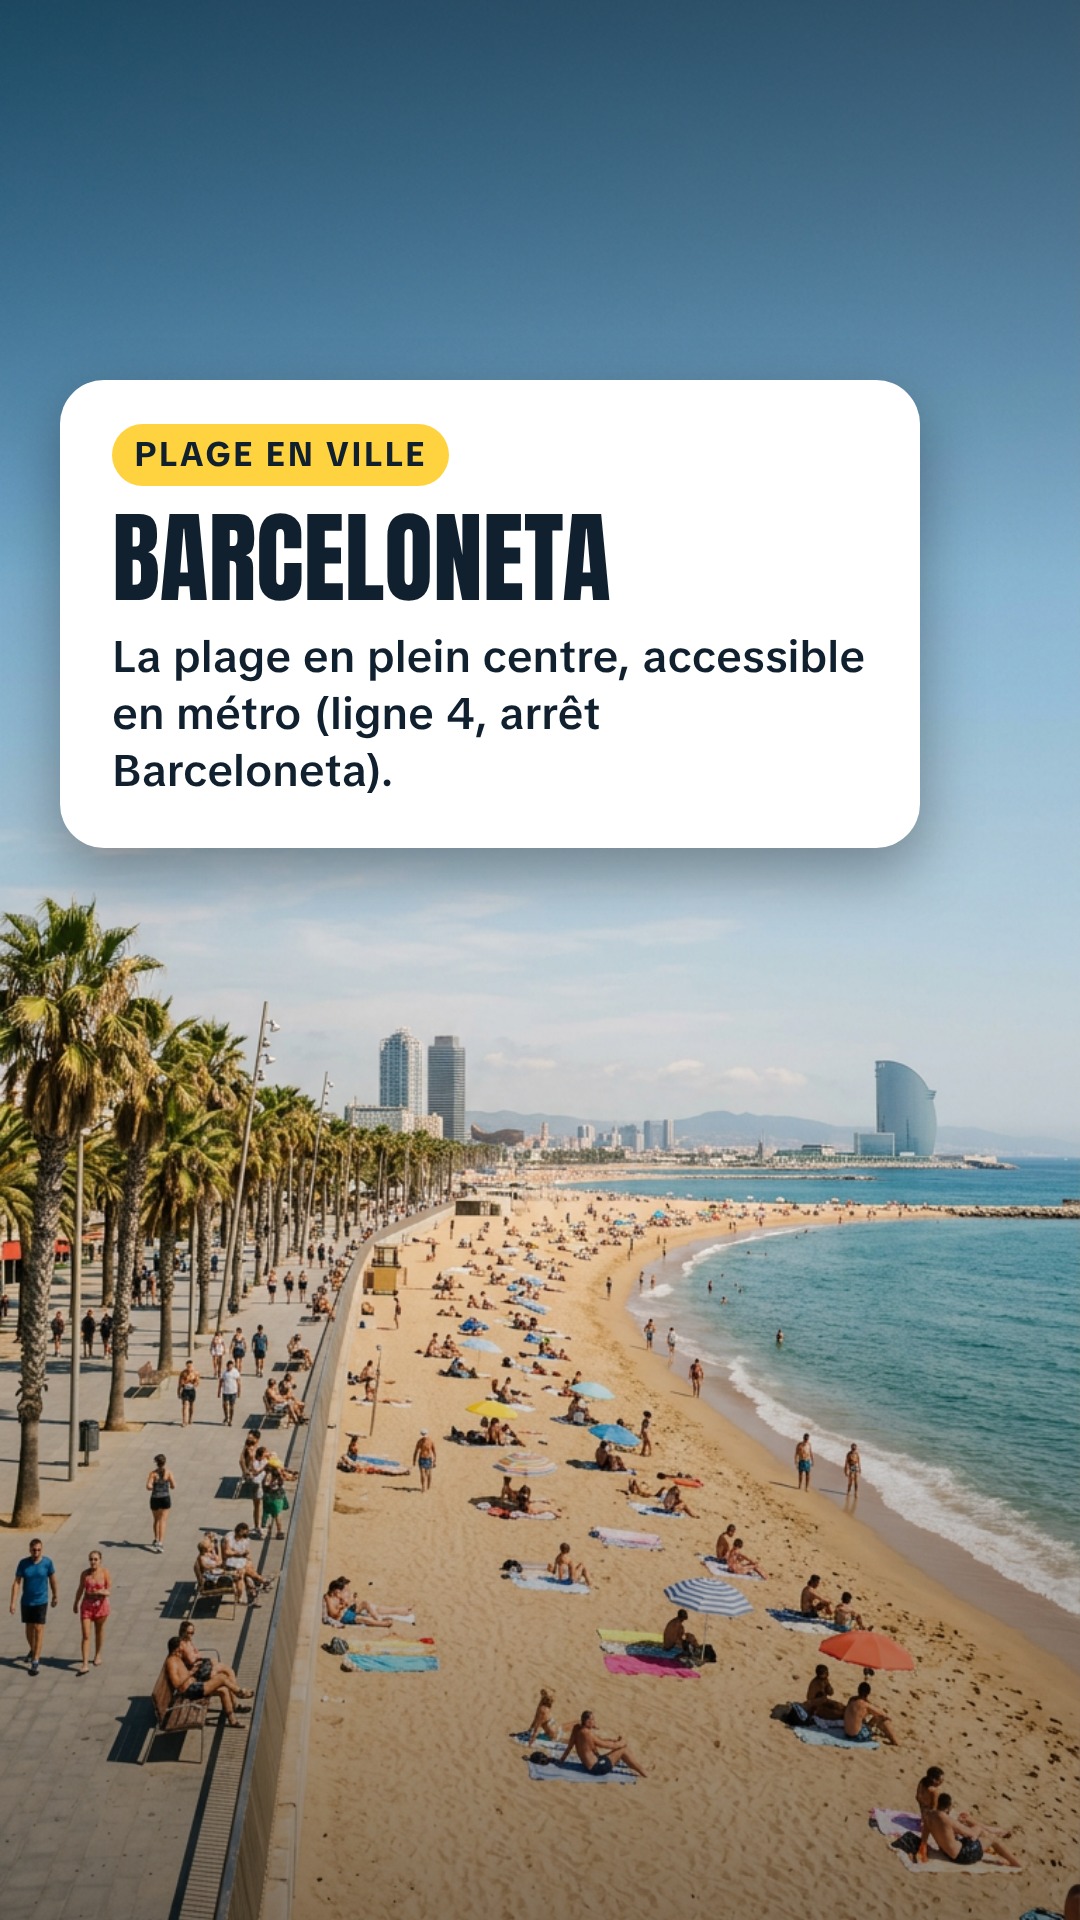 PLAGE EN VILLE
BARCELONETA
La plage en plein centre, accessible
en métro (ligne 4, arrêt
Barceloneta).